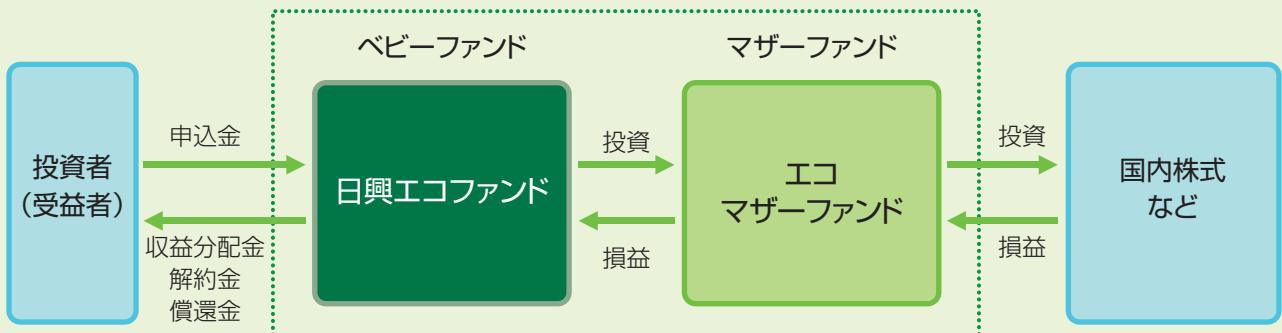 ベビーファンド
マザーファンド
投資者
（受益者）
申込金
収益分配金
解約金
償還金
日興エコファンド
投資
損益
エコ
マザーファンド
投資
損益
国内株式
など